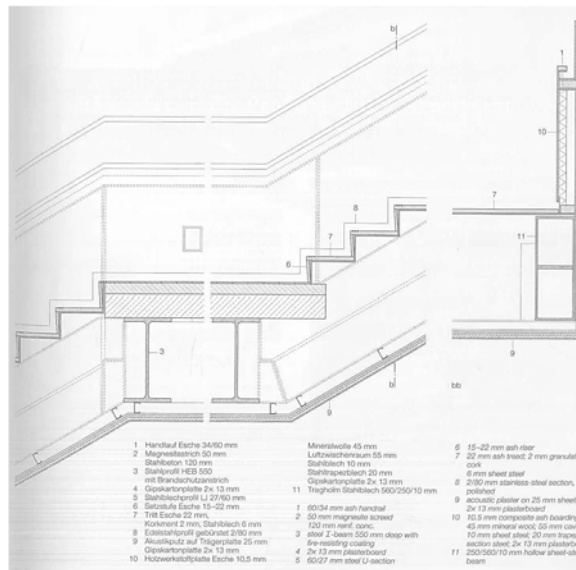 b
1
10
7
8
7
6
11
3
9
b
9
bb
1 Handlauf Esche 34/60 mm
2 Magnesitestrich 50 mm
Stahlbeton 120 mm
3 Stahlprofil HEB 550
mit Brandschutzanstrich
4 Gipskartonplatte 2× 13 mm
5 Stahlblechprofil LJ 27/60 mm
6 Setzstufe Esche 15–22 mm
7 Tritt Esche 22 mm,
Korkment 2 mm, Stahlblech 6 mm
8 Edelstahlprofil gebürstet 2/80 mm
9 Akustikputz auf Trägerplatte 25 mm
Gipskartonplatte 2× 13 mm
10 Holzwerkstoffplatte Esche 10,5 mm
Mineralwolle 45 mm
Luftzwischenraum 55 mm
Stahlblech 10 mm
Stahltrapezblech 20 mm
Gipskartonplatte 2× 13 mm
11 Tragholm Stahlblech 560/250/10 mm
1 60/34 mm ash handrail
2 50 mm magnesite screed
120 mm reinf. conc.
3 steel I-beam 550 mm deep with
fire-resisting coating
4 2× 13 mm plasterboard
5 60/27 mm steel U-section
6 15–22 mm ash riser
7 22 mm ash tread; 2 mm granulat
cork
6 mm sheet steel
8 2/80 mm stainless-steel section,
polished
9 acoustic plaster on 25 mm sheet
2× 13 mm plasterboard
10 10.5 mm composite ash boarding
45 mm mineral wool; 55 mm cav
10 mm sheet steel; 20 mm trape
section steel; 2× 13 mm plasterb
11 250/560/10 mm hollow sheet-ste
beam